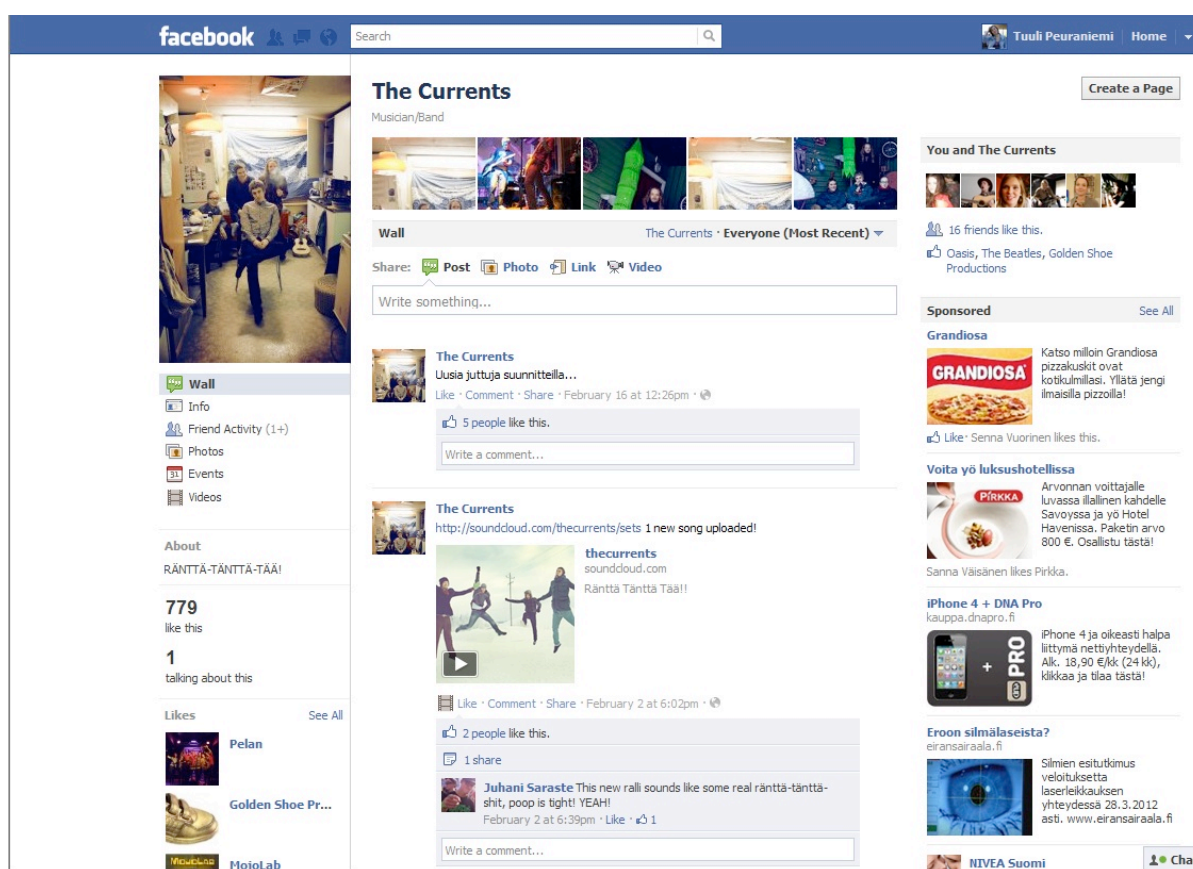 facebook
Search
Tuuli Peuraniemi
Home
The Currents
Musician/Band
Create a Page
Wall
The Currents · Everyone (Most Recent)
Share: Post Photo Link Video
Write something...
The Currents
Uusia juttuja suunnitteilla...
Like · Comment · Share · February 16 at 12:26pm ·
5 people like this.
Write a comment...
The Currents
http://soundcloud.com/thecurrents/sets 1 new song uploaded!
thecurrents
soundcloud.com
Ränttä Tänttä Tää!!
Like · Comment · Share · February 2 at 6:02pm ·
2 people like this.
1 share
Juhani Saraste This new ralli sounds like some real ränttä-tänttä-
shit, poop is tight! YEAH!
February 2 at 6:39pm · Like · 1
Write a comment...
Wall
Info
Friend Activity (1+)
Photos
31 Events
Videos
About
RÄNTTÄ-TÄNTTÄ-TÄÄ!
779
like this
1
talking about this
Likes
See All
Pelan
Golden Shoe Pr...
MOJOLAB
MojoLab
You and The Currents
16 friends like this.
Oasis, The Beatles, Golden Shoe
Productions
Sponsored
See All
Grandiosa
GRANDIOSA
Katso milloin Grandiosa
pizzakuskit ovat
kotikulmillasi. Yllätä jengi
ilmaisilla pizzoilla!
Like · Senna Vuorinen likes this.
Voita yö luksushotellissa
PIRKKA
Arvonnan voittajalle
luvassa illallinen kahdelle
Savoyssa ja yö Hotel
Havenissa. Paketin arvo
800 €. Osallistu tästä!
Sanna Väisänen likes Pirkka.
iPhone 4 + DNA Pro
kauppa.dnapro.fi
+ DNA PRO
iPhone 4 ja oikeasti halpa
liittymä nettiyhteydellä.
Alk. 18,90 €/kk (24 kk),
klikkaa ja tilaa tästä!
Eroon silmälaseista?
eiransairaala.fi
Silmien esitutkimus
veloituksetta
laserleikkauksen
yhteydessä 28.3.2012
asti. www.eiransairaala.fi
NIVEA Suomi
Cha